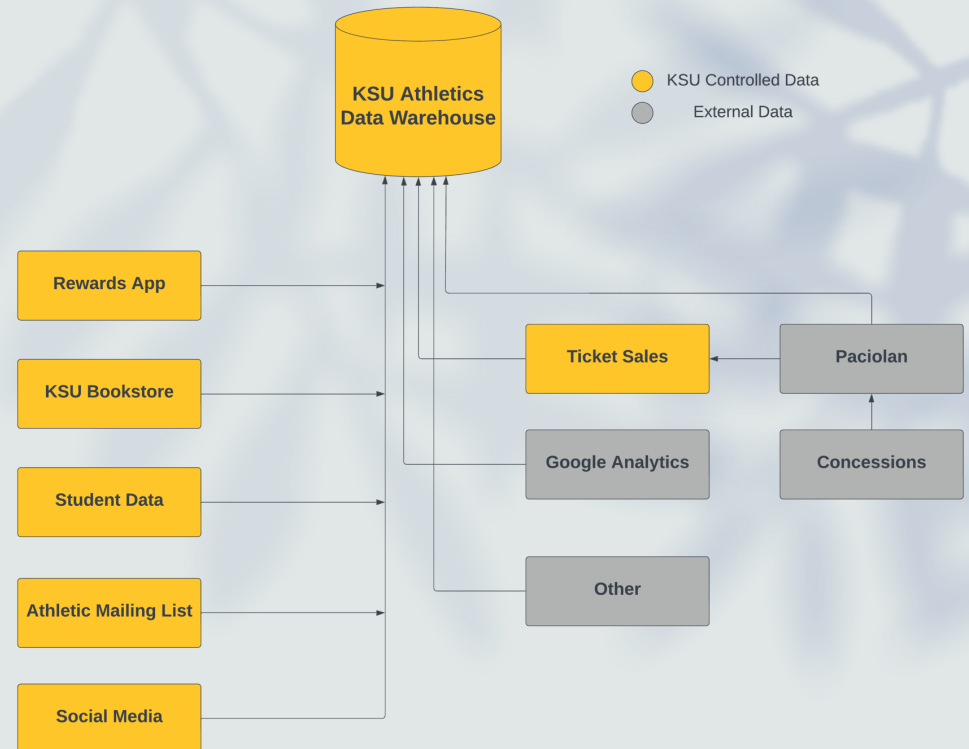 KSU Athletics
Data Warehouse
KSU Controlled Data
External Data
Rewards App
KSU Bookstore
Student Data
Athletic Mailing List
Social Media
Ticket Sales
Paciolan
Google Analytics
Concessions
Other